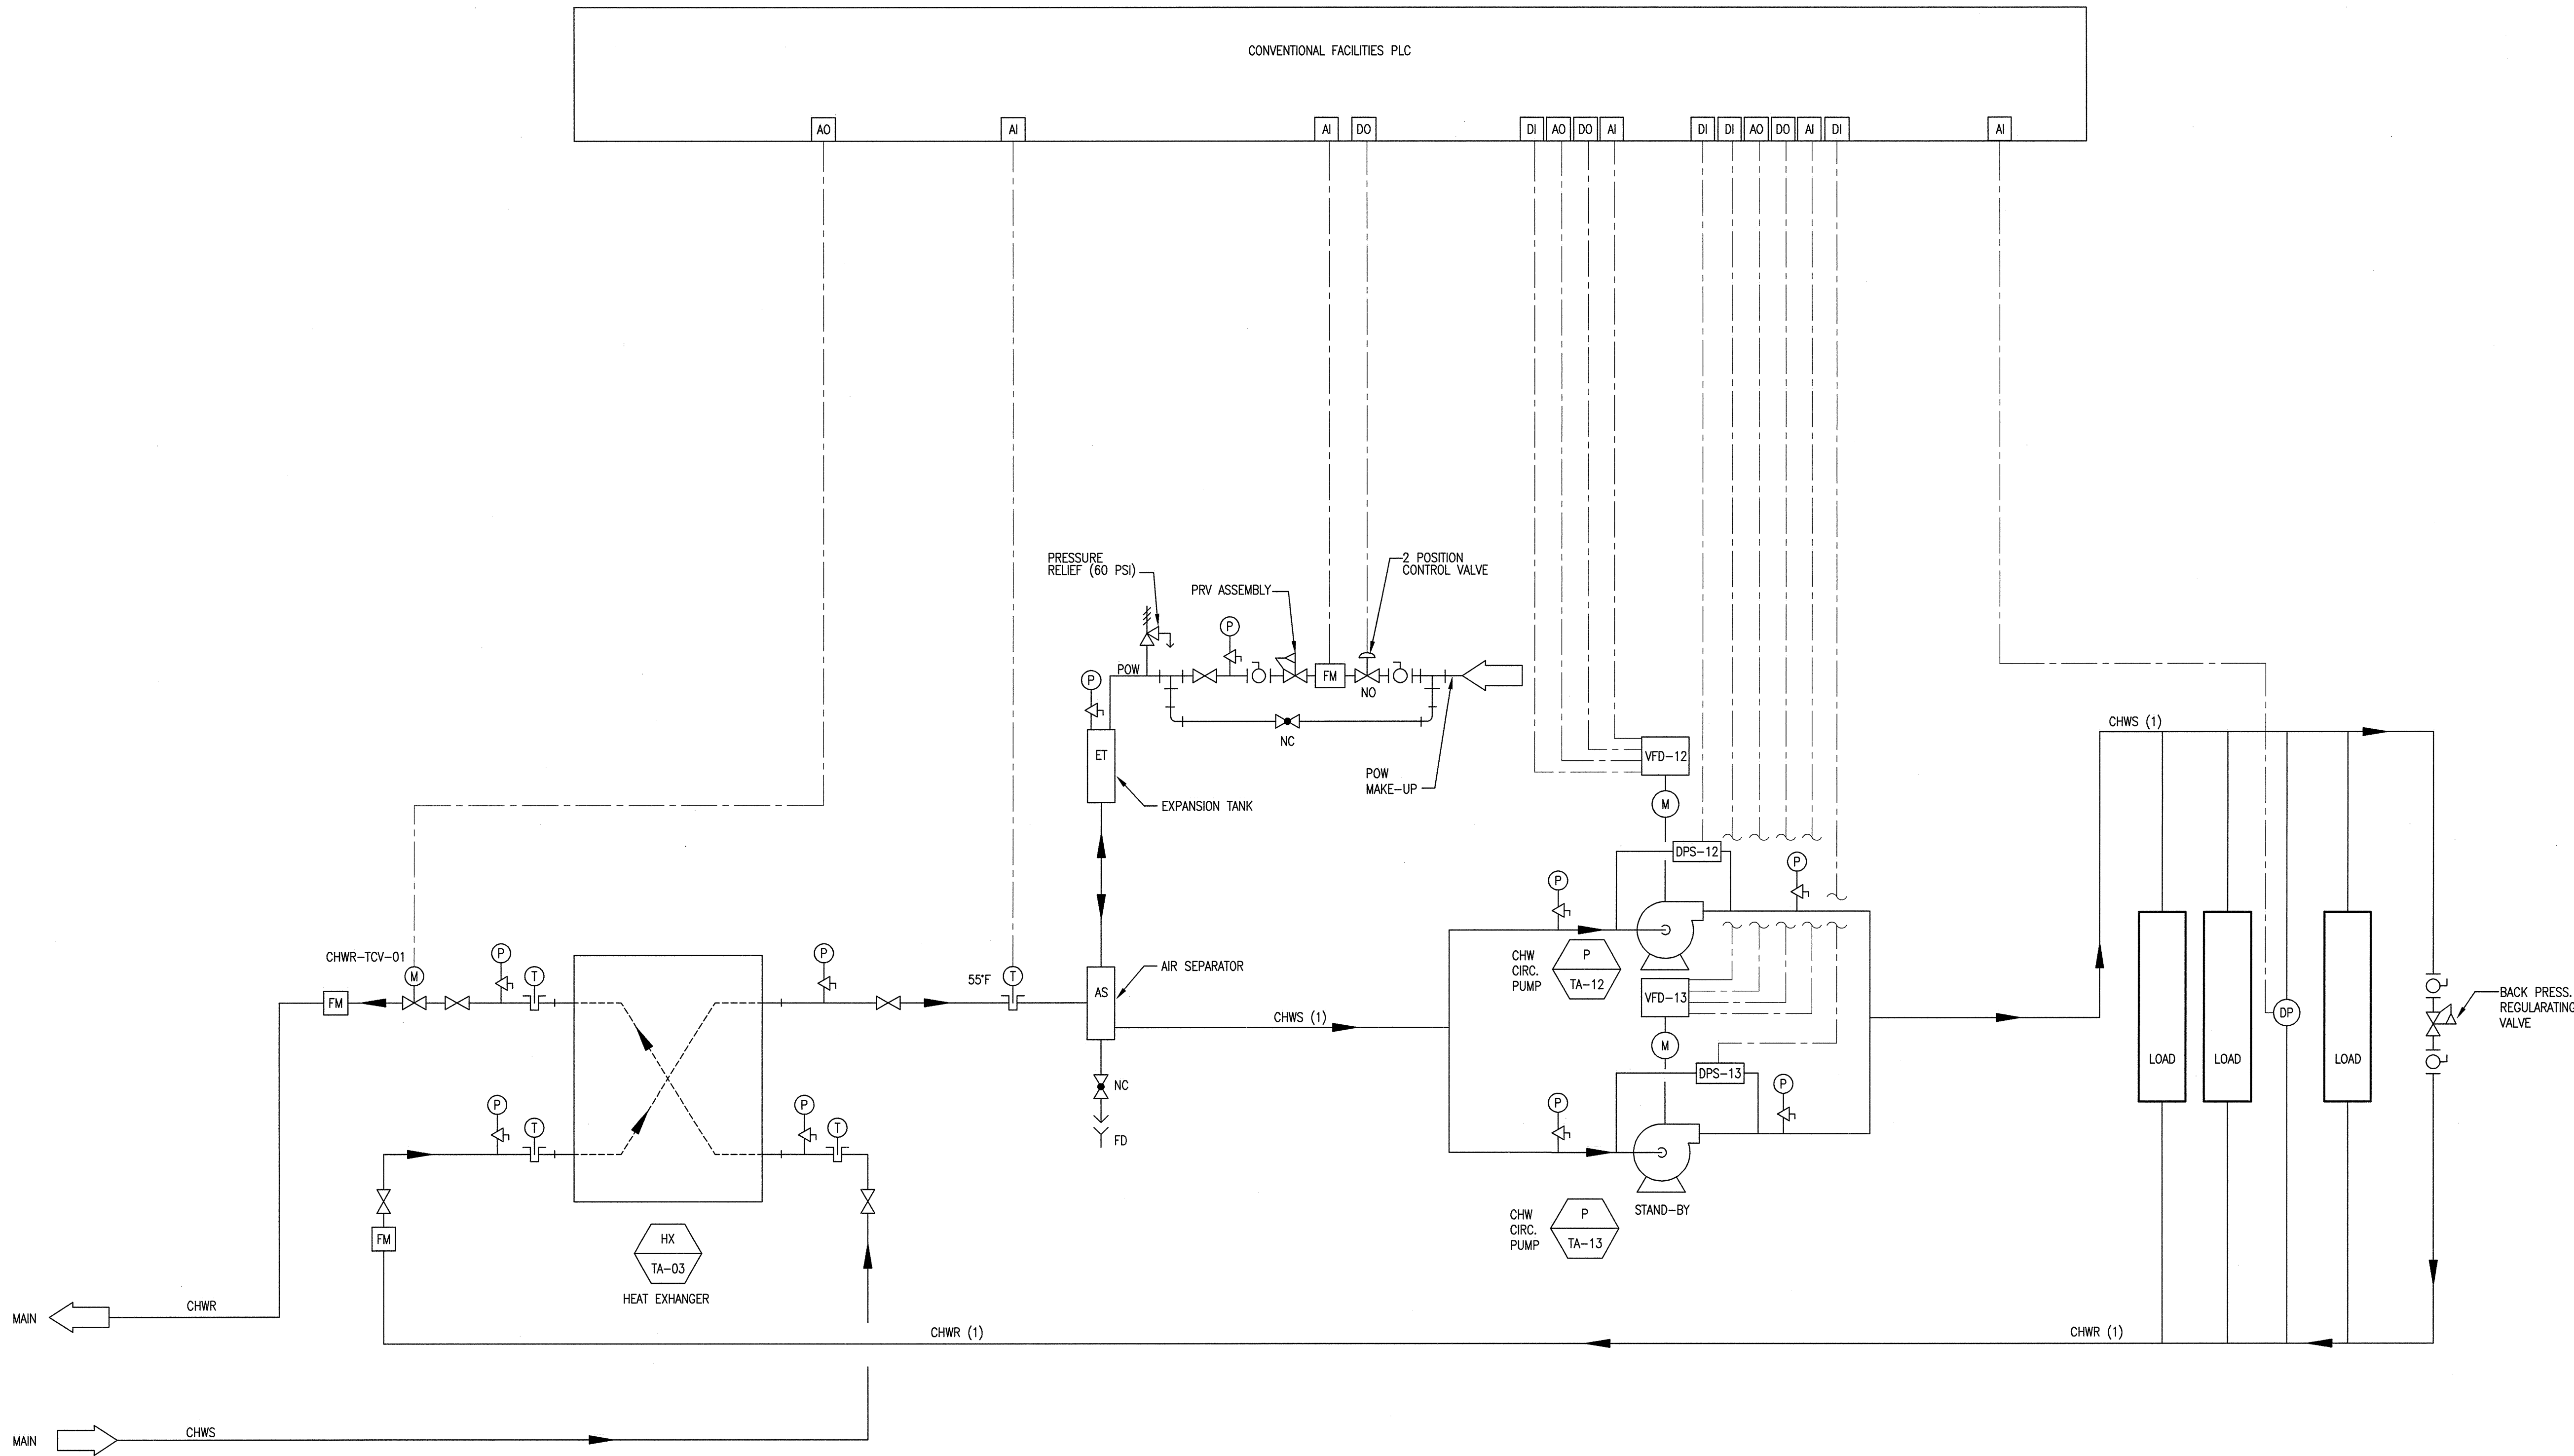 CONVENTIONAL FACILITIES PLC
AO
AI
AI
DO
DI
AO
DO
AI
DI
DI
AO
DO
AI
DI
AI
PRESSURE
RELIEF (60 PSI)
2 POSITION
CONTROL VALVE
PRV ASSEMBLY
P
POW
P
FM
NO
NC
ET
EXPANSION TANK
POW
MAKE-UP
VFD-12
M
CHWS (1)
DPS-12
P
P
CHWR-TCV-01
M
P
T
P
55°F
T
AIR SEPARATOR
AS
FM
CHW
CIRC.
PUMP
P
TA-12
VFD-13
M
CHWS (1)
DP
BACK PRESS.
REGULARATING
VALVE
LOAD
LOAD
LOAD
DPS-13
P
P
NC
FD
P
T
P
T
FM
HX
TA-03
HEAT EXHANGER
CHW
CIRC.
PUMP
P
TA-13
STAND-BY
MAIN
CHWR
CHWR (1)
CHWR (1)
MAIN
CHWS